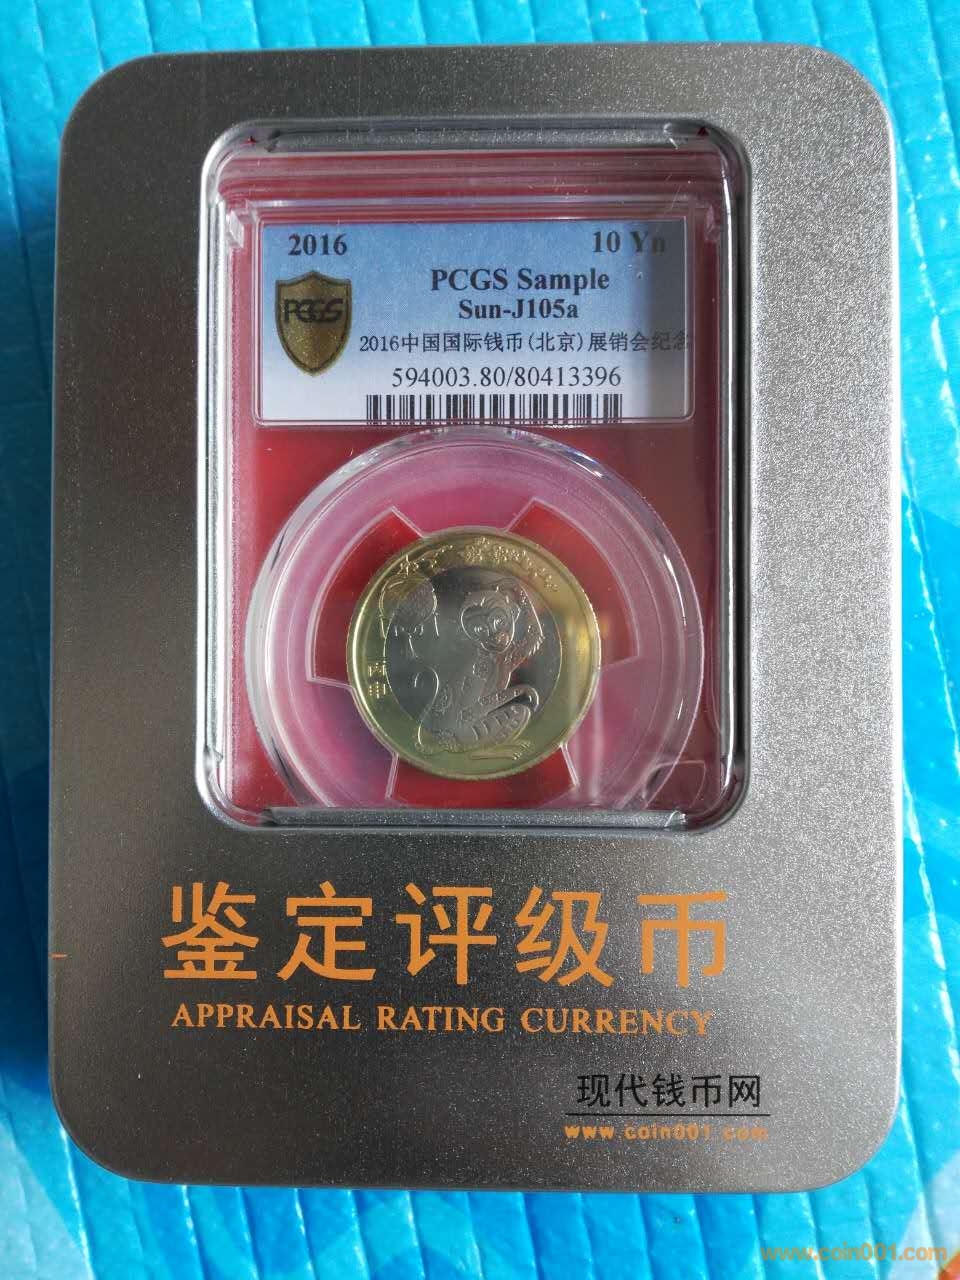 2016 10 Yn
PCGS Sample
Sun-J105a
PCGS
2016中国国际钱币(北京)展销会纪念
594003.80/80413396
丙申
鉴定评级币
APPRAISAL RATING CURRENCY
现代钱币网
www.coin001.com
www.coin001.com